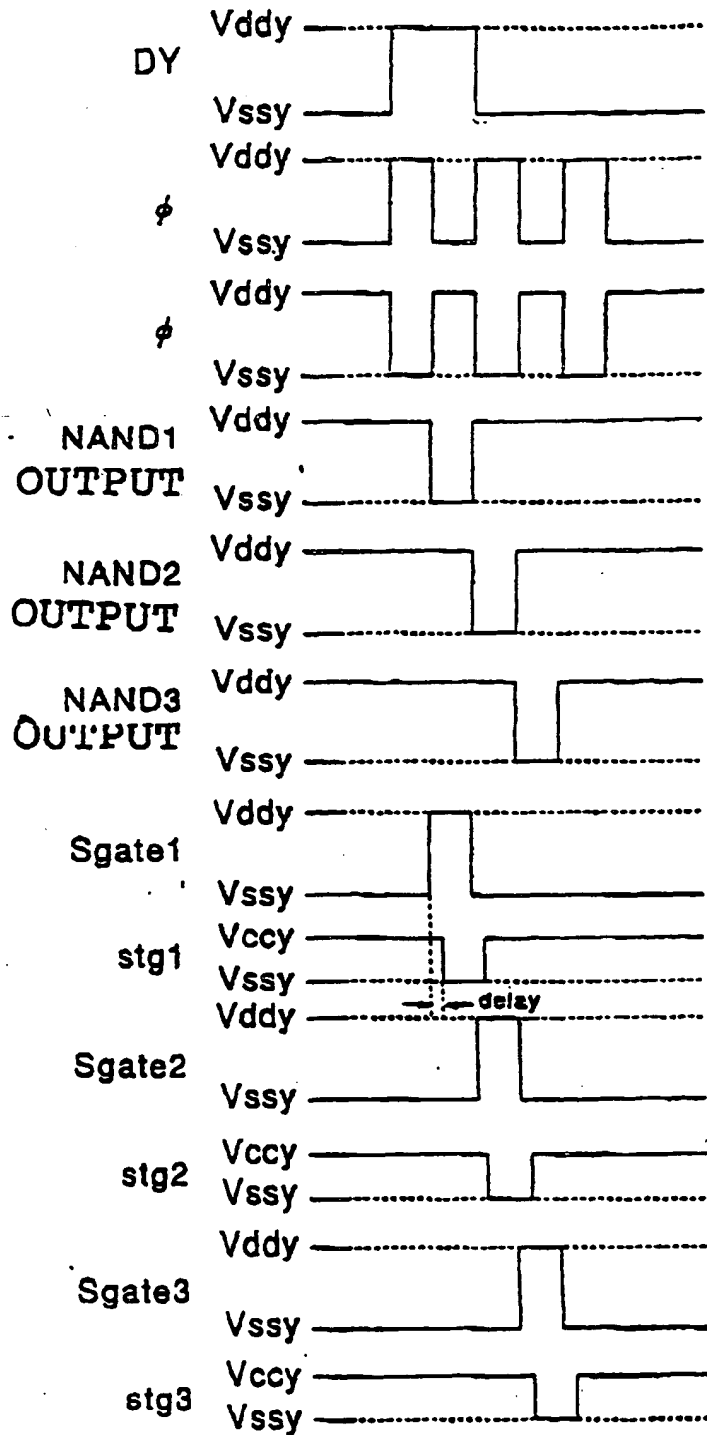 Vddy
DY
Vssy
Vddy
ϕ
Vssy
Vddy
ϕ
Vssy
Vddy
NAND1
OUTPUT
Vssy
Vddy
NAND2
OUTPUT
Vssy
Vddy
NAND3
OUTPUT
Vssy
Vddy
Sgate1
Vssy
Vccy
stg1
Vssy
delay
Vddy
Sgate2
Vssy
Vccy
stg2
Vssy
Vddy
Sgate3
Vssy
Vccy
stg3
Vssy